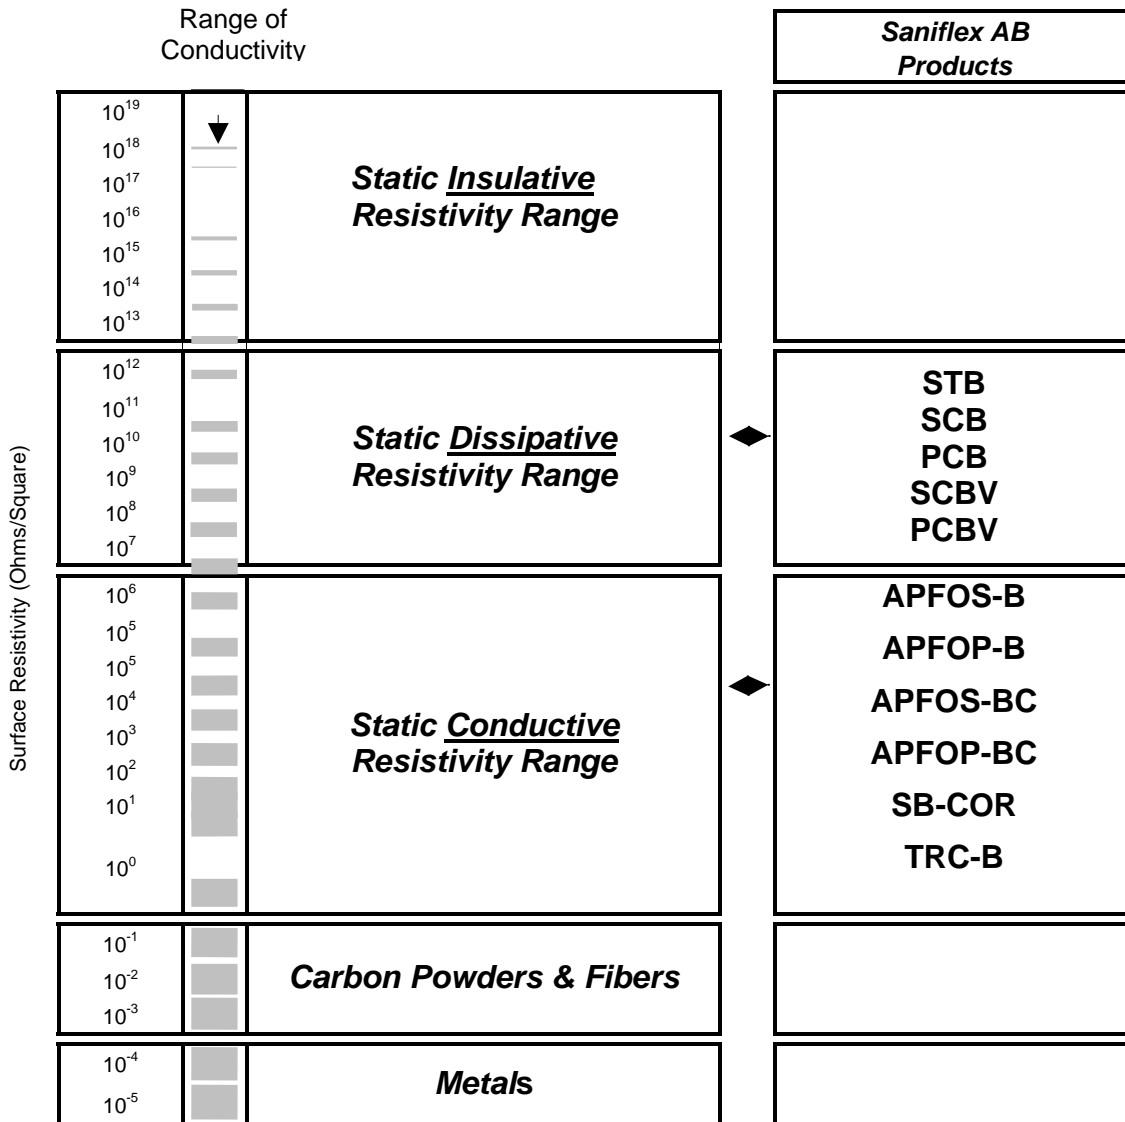 Range of
Conductivity
Saniflex AB
Products
Surface Resistivity (Ohms/Square)
10^19
10^18
10^17
10^16
10^15
10^14
10^13
Static Insulative
Resistivity Range
10^12
10^11
10^10
10^9
10^8
10^7
Static Dissipative
Resistivity Range
STB
SCB
PCB
SCBV
PCBV
10^6
10^5
10^5
10^4
10^3
10^2
10^1
10^0
Static Conductive
Resistivity Range
APFOS-B
APFOP-B
APFOS-BC
APFOP-BC
SB-COR
TRC-B
10^-1
10^-2
10^-3
Carbon Powders & Fibers
10^-4
10^-5
Metals